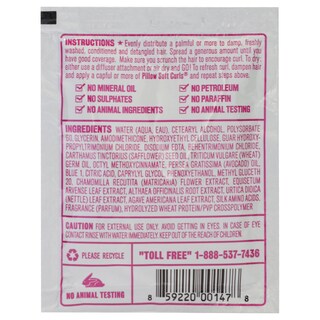 INSTRUCTIONS * Evenly distribute a palmful or more to damp, freshly
washed, conditioned and detangled hair. Spread a generous amount until you
have good coverage. Make sure you scrunch the hair to encourage soft curls. To
dry, either use a diffuser attachment or air dry and GO! To refresh curls, dampen hair
and apply a capful or more of Pillow Soft Curls® and repeat steps above.
NO MINERAL OIL
NO PETROLEUM
NO SULPHATES
NO PARAFFIN
NO ANIMAL INGREDIENTS
NO ANIMAL TESTING
INGREDIENTS: WATER (AQUA, EAU), CETEARYL ALCOHOL, POLYSORBATE
60, GLYCERIN, AMODIMETHICONE, HYDROXYETHYL CELLULOSE, GUAR HYDROXY-
PROPYLTRIMONIUM CHLORIDE, DISODIUM EDTA, BEHENTRIMONIUM CHLORIDE,
CARTHAMUS TINCTORIUS (SAFFLOWER) SEED OIL, TRITICUM VULGARE (WHEAT)
GERM OIL, OCTYL PALMITATE, PERSEA GRATISSIMA (AVOCADO) OIL,
BLUE 1, CITRIC ACID, CAPRYLYL GLYCOL, PHENOXYETHANOL, METHYL GLUCETH
20, CHAMOMILLA RECUTITA (MATRICARIA) FLOWER EXTRACT, EQUISETUM
ARVENSE LEAF EXTRACT, ALTHAEA OFFICINALIS ROOT EXTRACT, URTICA DIOICA
(NETTLE) LEAF EXTRACT, AGAVE AMERICANA LEAF EXTRACT, SILK AMINO ACIDS,
FRAGRANCE (PARFUM), HYDROLYZED WHEAT PROTEIN/PVP CROSSPOLYMER
CAUTION: FOR EXTERNAL USE ONLY. AVOID GETTING IN EYES. IN CASE OF EYE
CONTACT RINSE WITH WATER IMMEDIATELY. KEEP OUT OF THE REACH OF CHILDREN.
PLEASE RECYCLE
"TOLL FREE" 1-888-537-7436
NO ANIMAL TESTING
8 59220 00147 8